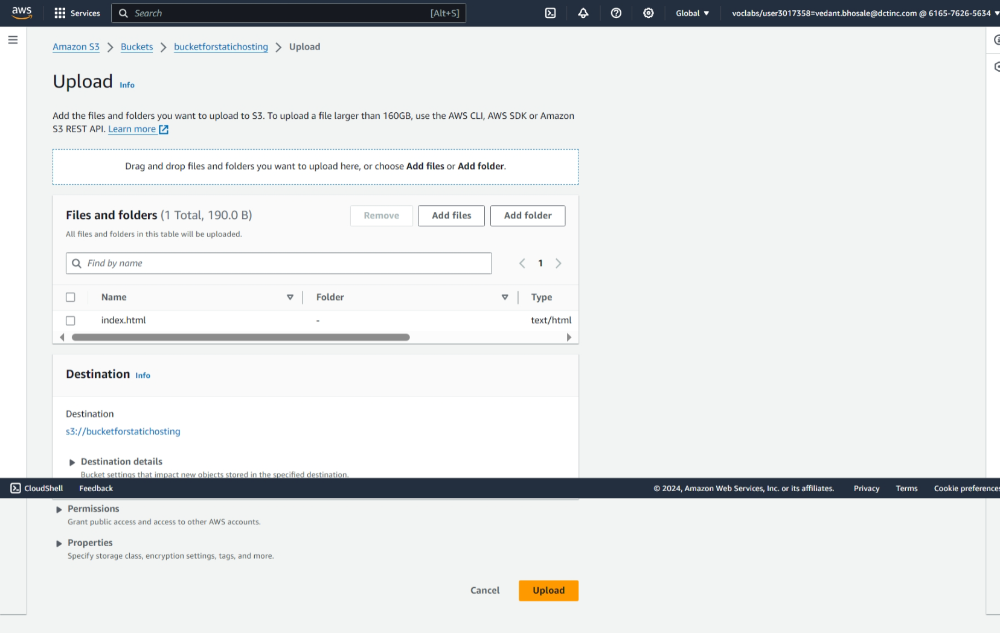 aws
Services
Search
[Alt+S]
Global
voclabs/user3017358=vedant.bhosale@dctinc.com @ 6165-7626-5634
Amazon S3
Buckets
bucketforstatichosting
Upload
Upload
Info
Add the files and folders you want to upload to S3. To upload a file larger than 160GB, use the AWS CLI, AWS SDK or Amazon
S3 REST API. Learn more
Drag and drop files and folders you want to upload here, or choose Add files or Add folder.
Files and folders (1 Total, 190.0 B)
Remove
Add files
Add folder
All files and folders in this table will be uploaded.
Find by name
1
Name
Folder
Type
index.html
-
text/html
Destination
Info
Destination
s3://bucketforstatichosting
Destination details
Bucket settings that impact new objects stored in the specified destination.
CloudShell
Feedback
© 2024, Amazon Web Services, Inc. or its affiliates.
Privacy
Terms
Cookie preferences
Permissions
Grant public access and access to other AWS accounts.
Properties
Specify storage class, encryption settings, tags, and more.
Cancel
Upload